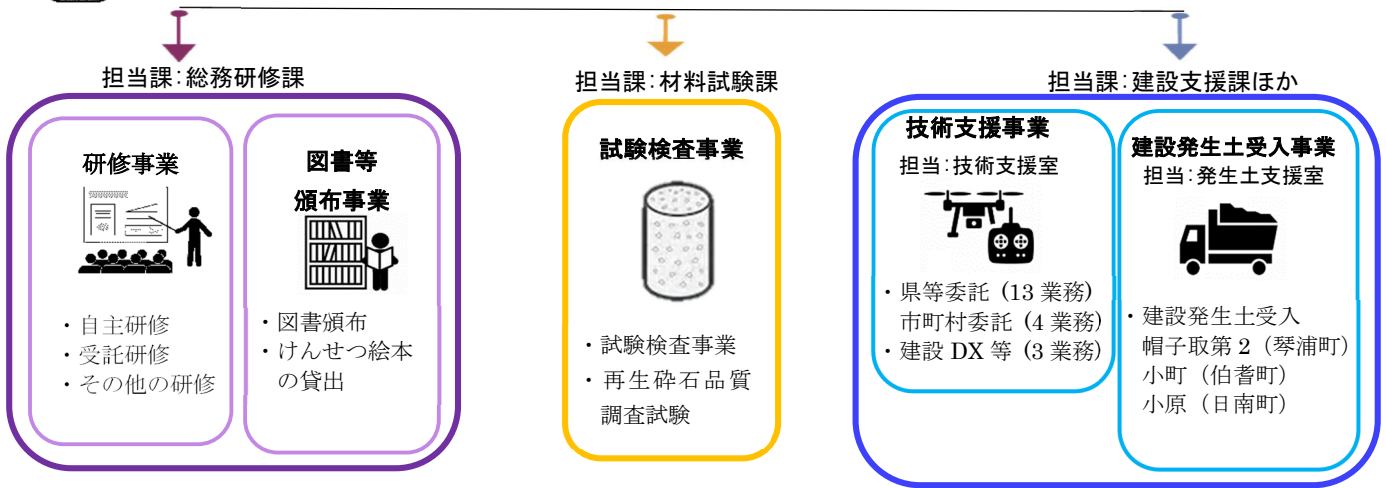 担当課:総務研修課
研修事業
・自主研修
・受託研修
・その他の研修
図書等
頒布事業
・図書頒布
・けんせつ絵本
の貸出
担当課:材料試験課
試験検査事業
・試験検査事業
・再生砕石品質
調査試験
担当課:建設支援課ほか
技術支援事業
担当:技術支援室
・県等委託 (13 業務)
市町村委託 (4 業務)
・建設 DX 等 (3 業務)
建設発生土受入事業
担当:発生土支援室
・建設発生土受入
帽子取第 2（琴浦町）
小町（伯耆町）
小原（日南町）